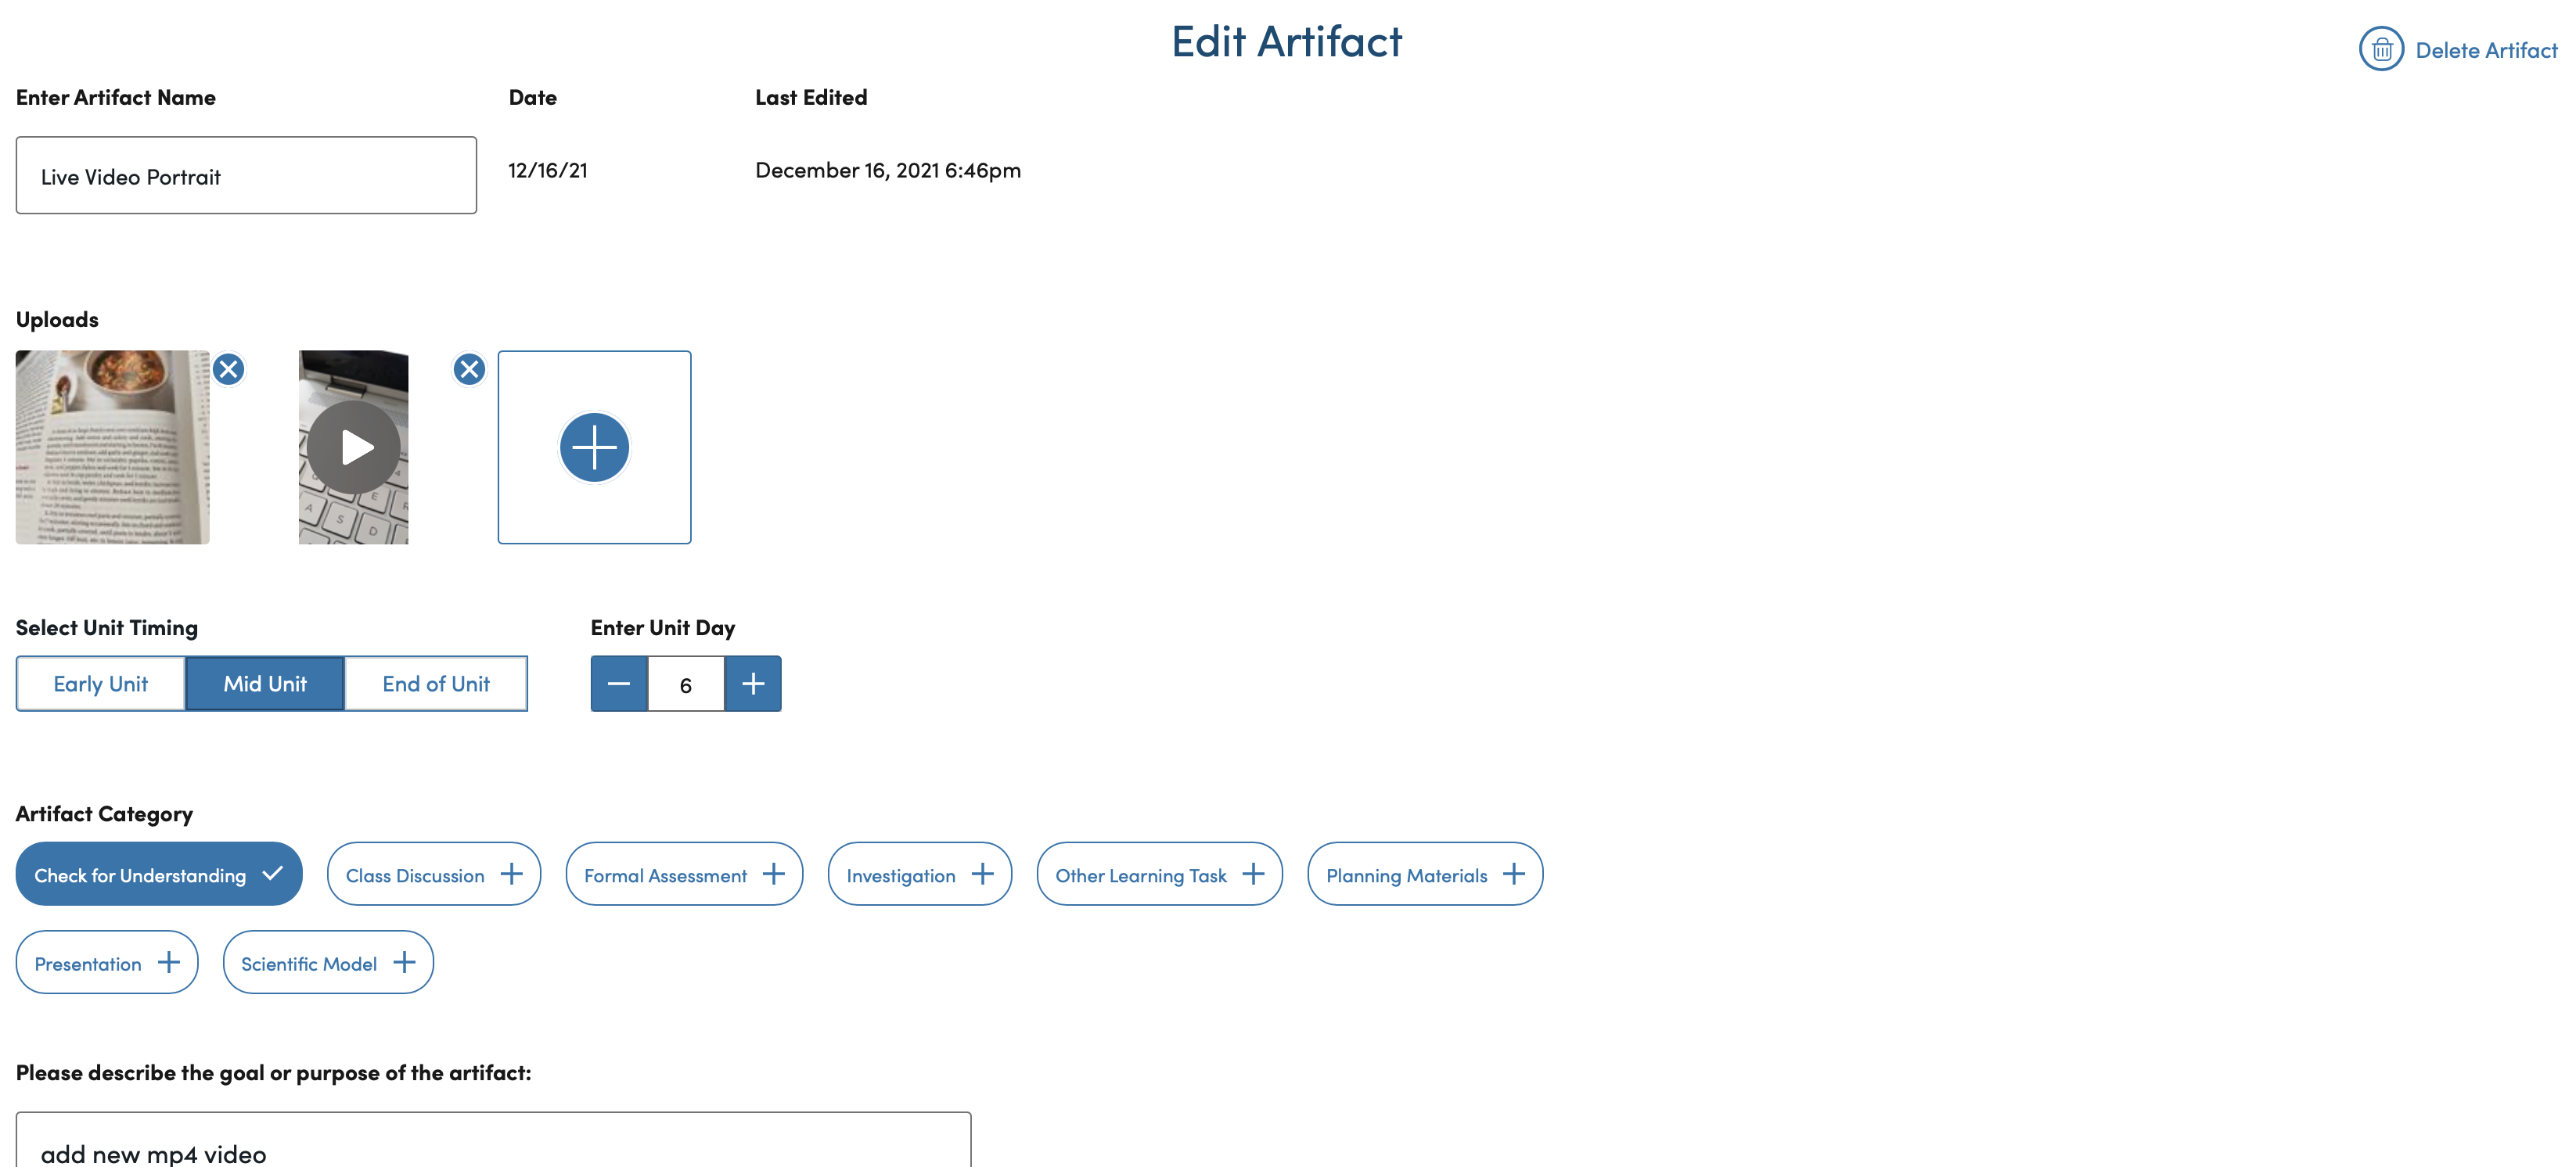 Edit Artifact
Delete Artifact
Enter Artifact Name
Date
Last Edited
Live Video Portrait
12/16/21
December 16, 2021 6:46pm
Uploads
A
S
D
E
Select Unit Timing
Enter Unit Day
Early Unit
Mid Unit
End of Unit
6
Artifact Category
Check for Understanding
Class Discussion
Formal Assessment
Investigation
Other Learning Task
Planning Materials
Presentation
Scientific Model
Please describe the goal or purpose of the artifact:
add new mp4 video